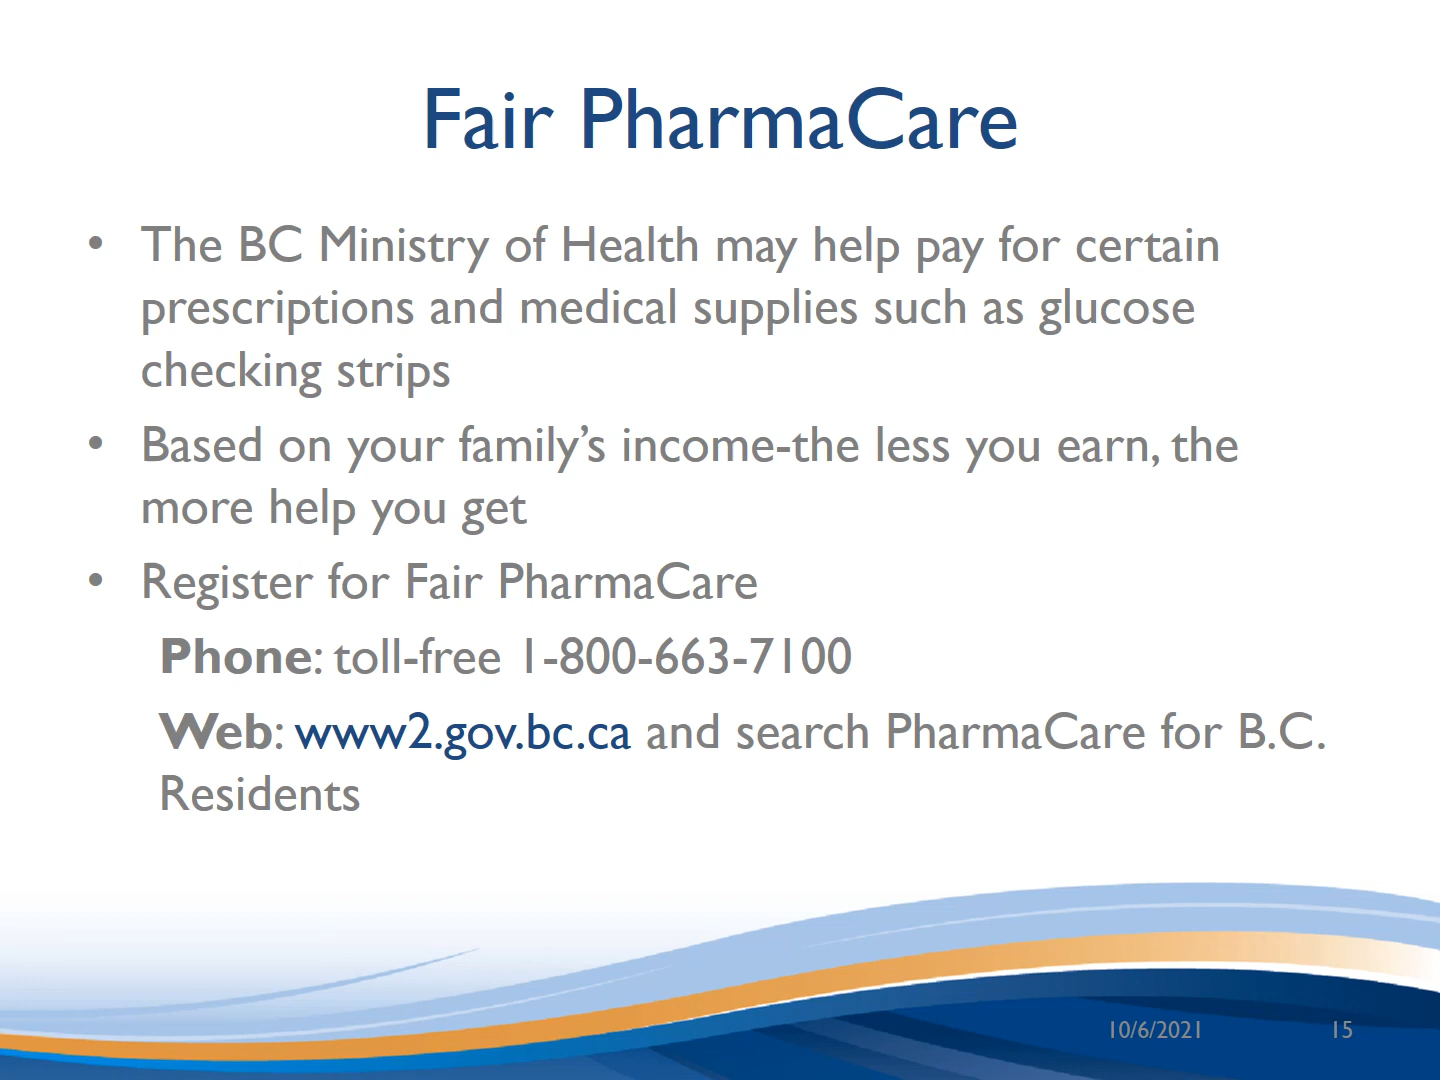 Fair PharmaCare
• The BC Ministry of Health may help pay for certain
prescriptions and medical supplies such as glucose
checking strips
• Based on your family’s income-the less you earn, the
more help you get
• Register for Fair PharmaCare
Phone: toll-free 1-800-663-7100
Web: www2.gov.bc.ca and search PharmaCare for B.C.
Residents
10/6/2021 15